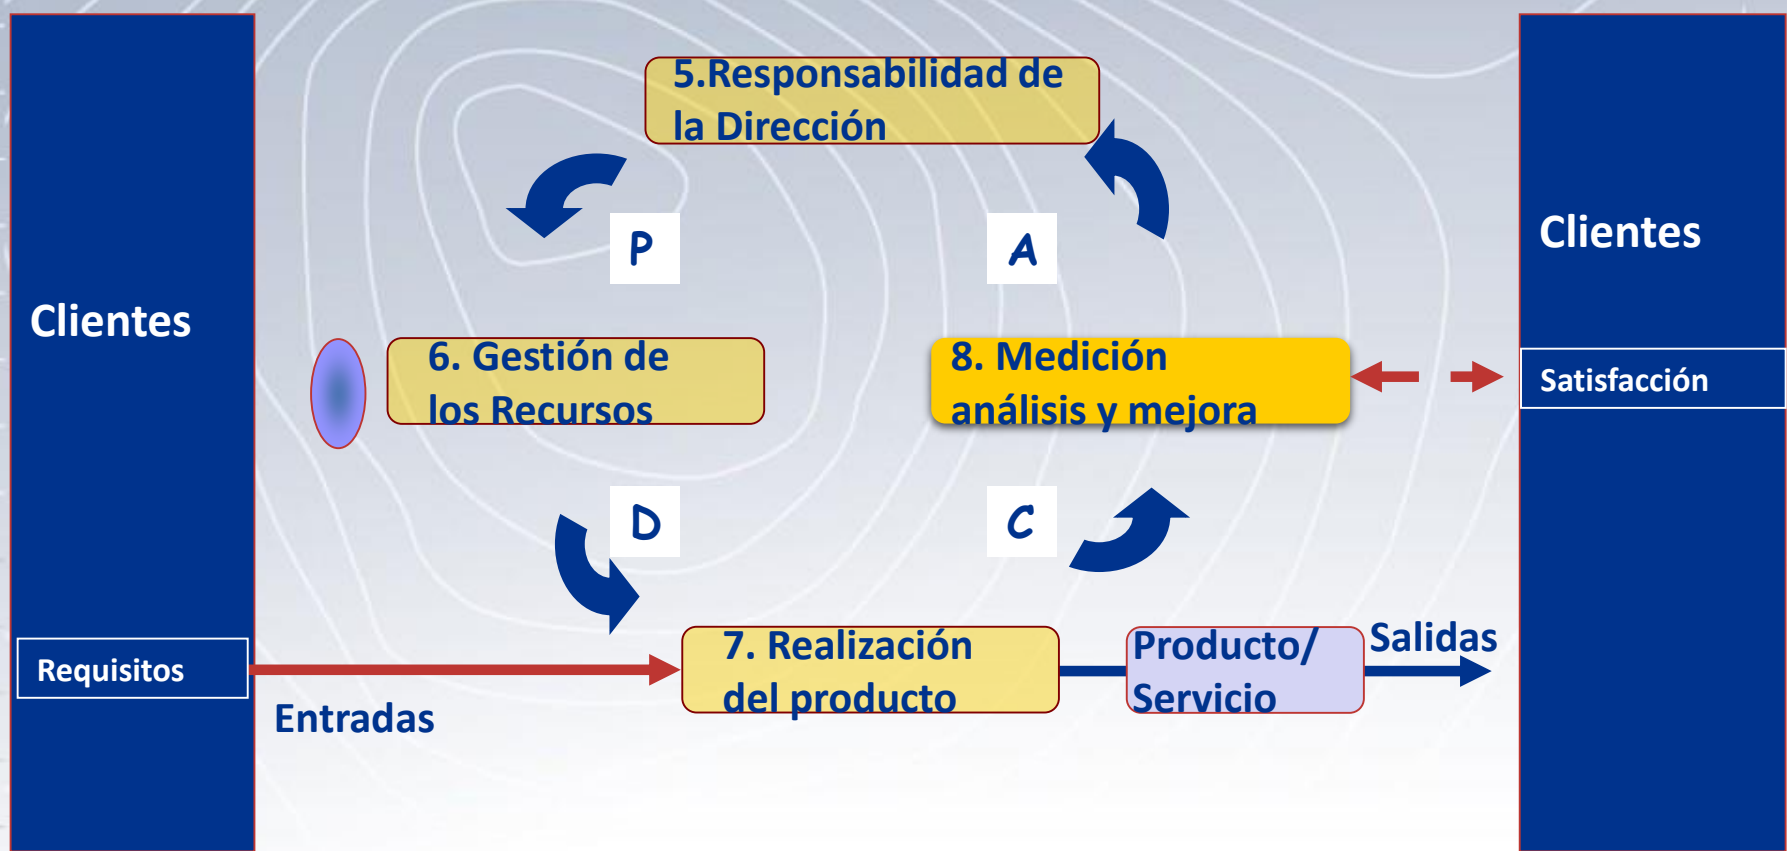 5.Responsabilidad de
la Dirección
P
A
Clientes
Clientes
6. Gestión de
los Recursos
8. Medición
análisis y mejora
Satisfacción
D
C
Requisitos
Entradas
7. Realización
del producto
Producto/
Servicio
Salidas